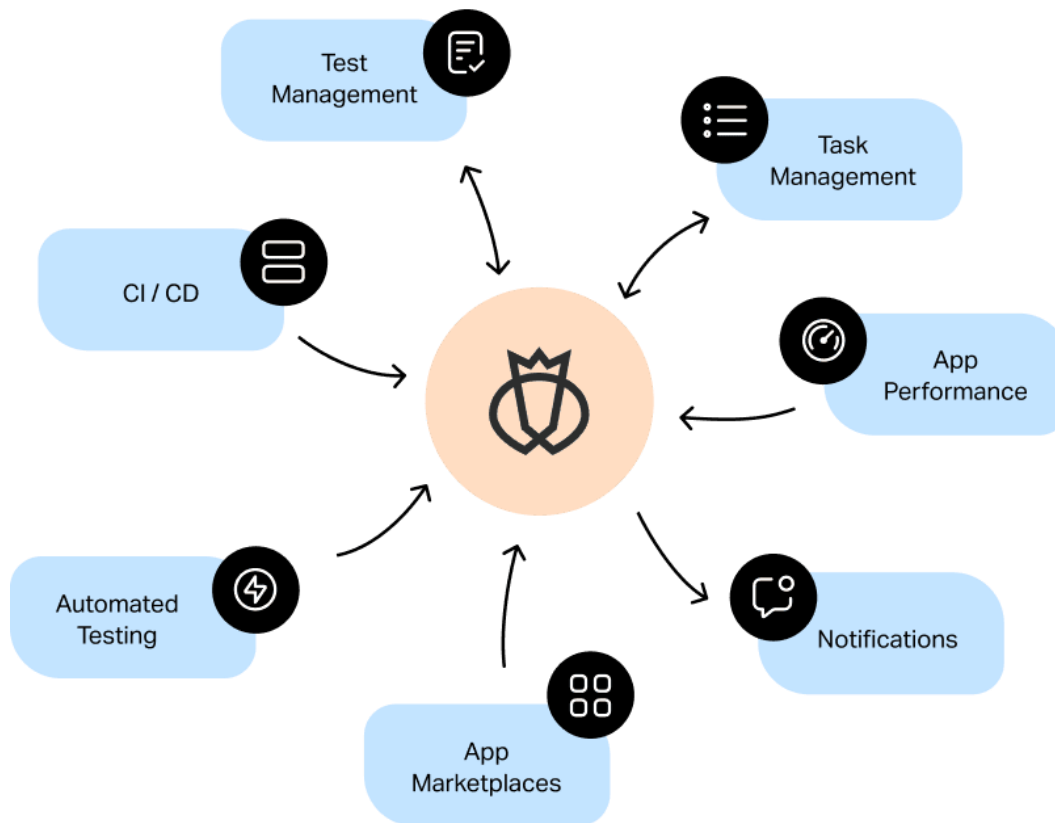 Test
Management
Task
Management
CI / CD
App
Performance
Automated
Testing
Notifications
App
Marketplaces